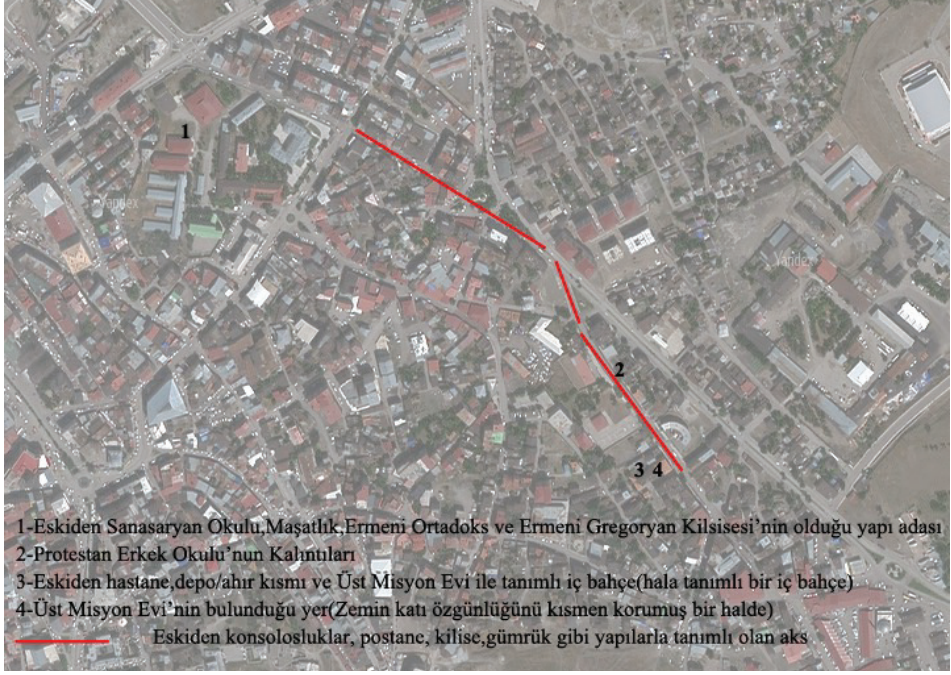 1
Yandex
Yandex
2
3 4
1-Eskiden Sanasaryan Okulu,Maşatlık,Ermeni Ortadoks ve Ermeni Gregoryan Kilsisesi'nin olduğu yapı adası
2-Protestan Erkek Okulu'nun Kalıntıları
3-Eskiden hastane,depo/ahır kısmı ve Üst Misyon Evi ile tanımlı iç bahçe(hala tanımlı bir iç bahçe)
4-Üst Misyon Evi'nin bulunduğu yer(Zemin katı özgünlüğünü kısmen korumuş bir halde)
Eskiden konsolosluklar, postane, kilise,gümrük gibi yapılarla tanımlı olan aks